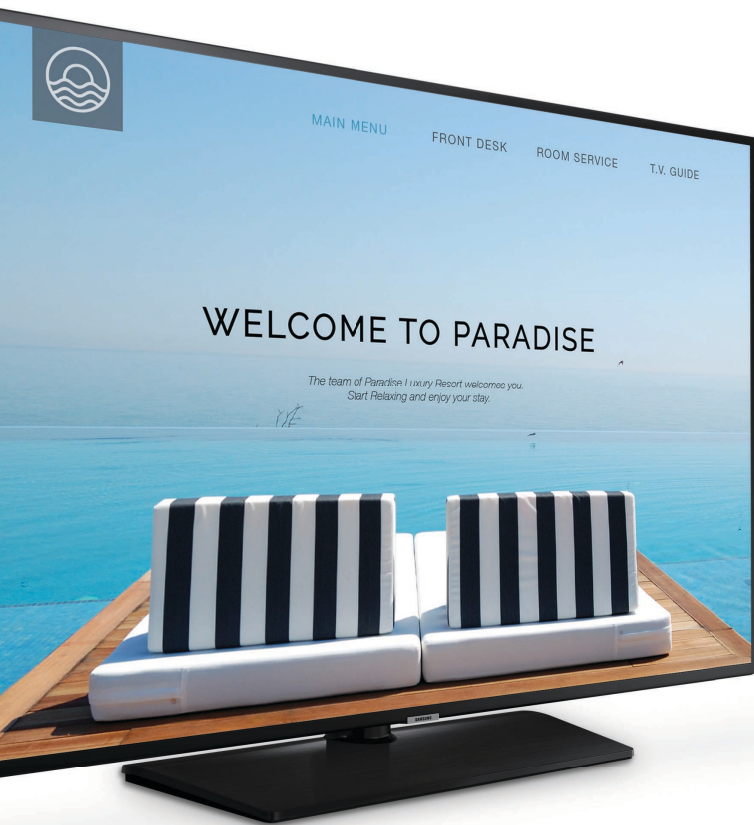 MAIN MENU
FRONT DESK
ROOM SERVICE
T.V. GUIDE
WELCOME TO PARADISE
The team of Paradise Luxury Resort welcomes you.
Start Relaxing and enjoy your stay.
SAMSUNG